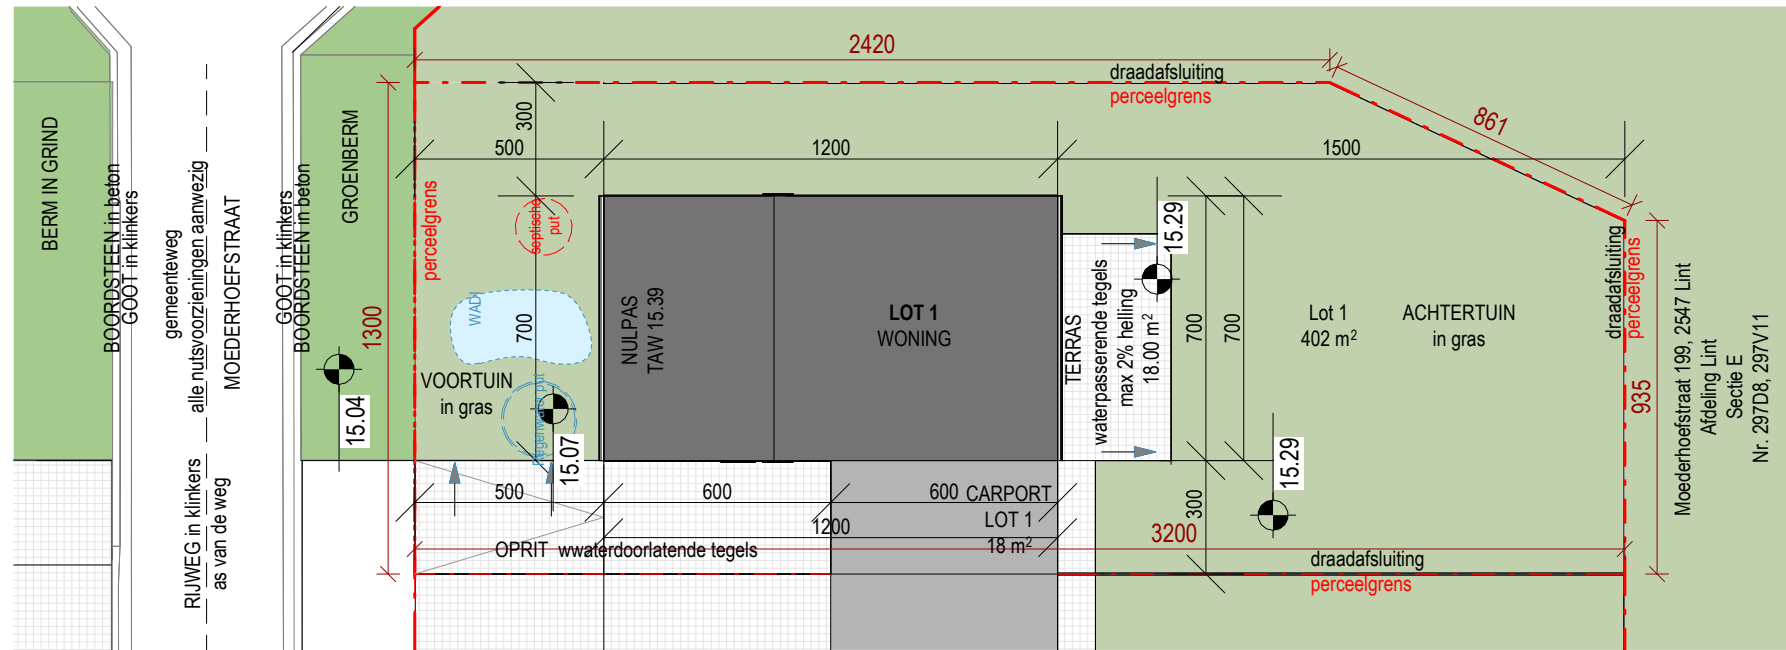 BERM IN GRIND
BOORDSTEEN in beton
GOOT in klinkers
gemeenteweg
alle nutsvoorzieningen aanwezig
MOEDERHOEFSTRAAT
RIJWEG in klinkers
as van de weg
GOOT in klinkers
BOORDSTEEN in beton
GROENBERM
15.04
2420
draadafsluiting
perceelgrens
861
300
500
1200
1500
perceelgrens
1300
septische
put
WADI
700
VOORTUIN
in gras
Regenwater put
15.07
NULPAS
TAW 15.39
LOT 1
WONING
TERRAS
waterpasserende tegels
max 2% helling
18.00 m²
15.29
700
700
Lot 1
402 m²
ACHTERTUIN
in gras
draadafsluiting
perceelgrens
935
Moederhoefstraat 199, 2547 Lint
Afdeling Lint
Sectie E
Nr. 297D8, 297V11
15.29
300
500
600
600
CARPORT
LOT 1
18 m²
1200
3200
OPRIT wwaterdoorlatende tegels
draadafsluiting
perceelgrens